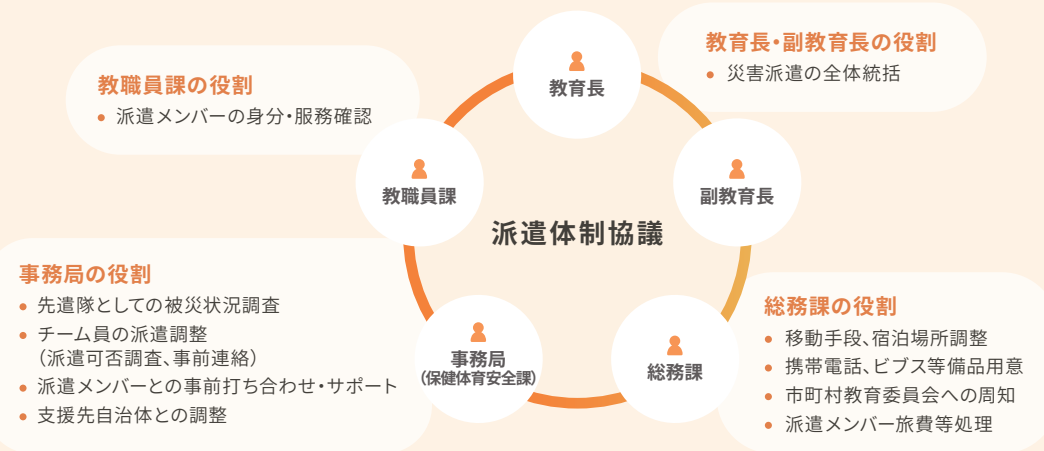 教育長・副教育長の役割
• 災害派遣の全体統括
教職員課の役割
• 派遣メンバーの身分・服務確認
教育長
教職員課
副教育長
派遣体制協議
事務局の役割
• 先遣隊としての被災状況調査
• チーム員の派遣調整
（派遣可否調査、事前連絡）
• 派遣メンバーとの事前打ち合わせ・サポート
• 支援先自治体との調整
事務局
（保健体育安全課）
総務課
総務課の役割
• 移動手段、宿泊場所調整
• 携帯電話、ビブス等備品用意
• 市町村教育委員会への周知
• 派遣メンバー旅費等処理